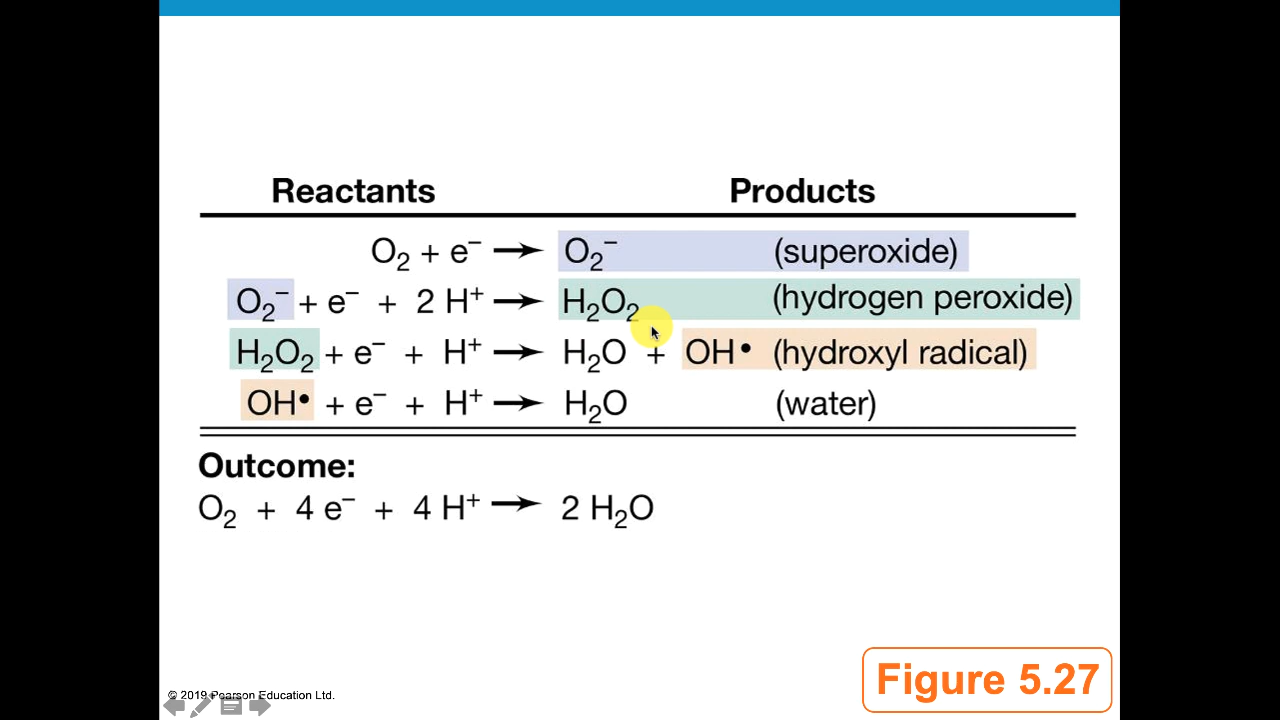 Reactants Products
O₂ + e⁻ → O₂⁻ (superoxide)
O₂⁻ + e⁻ + 2 H⁺ → H₂O₂ (hydrogen peroxide)
H₂O₂ + e⁻ + H⁺ → H₂O + OH• (hydroxyl radical)
OH• + e⁻ + H⁺ → H₂O (water)
Outcome:
O₂ + 4 e⁻ + 4 H⁺ → 2 H₂O
Figure 5.27
© 2019 Pearson Education Ltd.